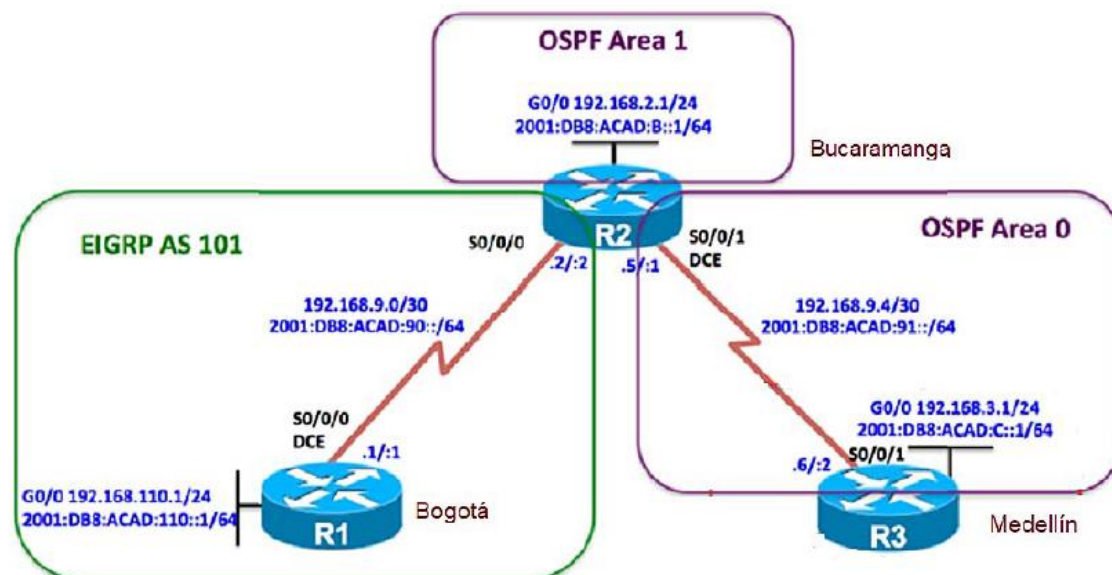 OSPF Area 1
G0/0 192.168.2.1/24
2001:DB8:ACAD:B::1/64
Bucaramanga
EIGRP AS 101
S0/0/0
R2
S0/0/1
DCE
OSPF Area 0
.2/:2
.5/:1
192.168.9.0/30
2001:DB8:ACAD:90::/64
192.168.9.4/30
2001:DB8:ACAD:91::/64
S0/0/0
DCE
.1/:1
G0/0 192.168.3.1/24
2001:DB8:ACAD:C::1/64
.6/:2
S0/0/1
G0/0 192.168.110.1/24
2001:DB8:ACAD:110::1/64
R1
Bogotá
R3
Medellín